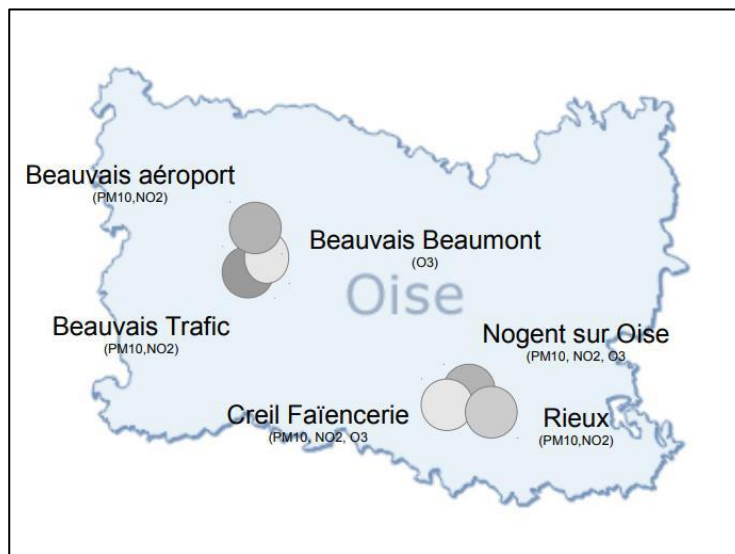 Beauvais aéroport
(PM10,NO2)
Beauvais Beaumont
(O3)
Oise
Beauvais Trafic
(PM10,NO2)
Nogent sur Oise
(PM10, NO2, O3
Creil Faïencerie
(PM10, NO2, O3
Rieux
(PM10,NO2)